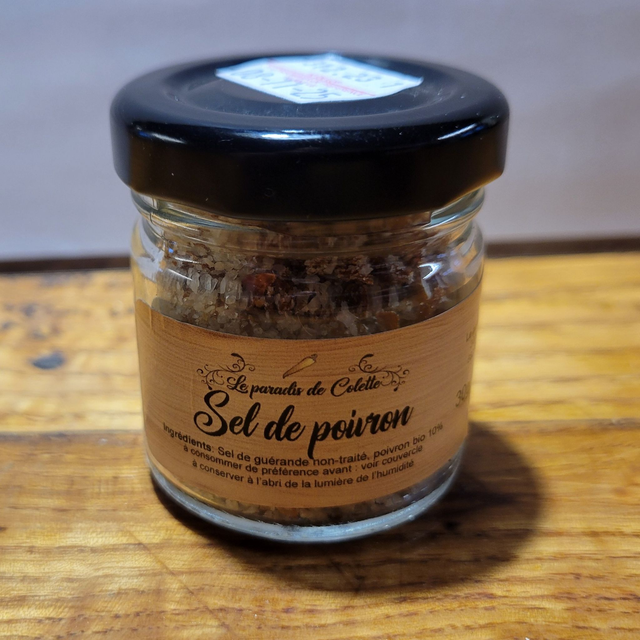 Le paradis de Colette
Sel de poivron
Ingrédients: Sel de guérande non-traité, poivron bio 10%
à consommer de préférence avant : voir couvercle
à conserver à l'abri de la lumière de l'humidité